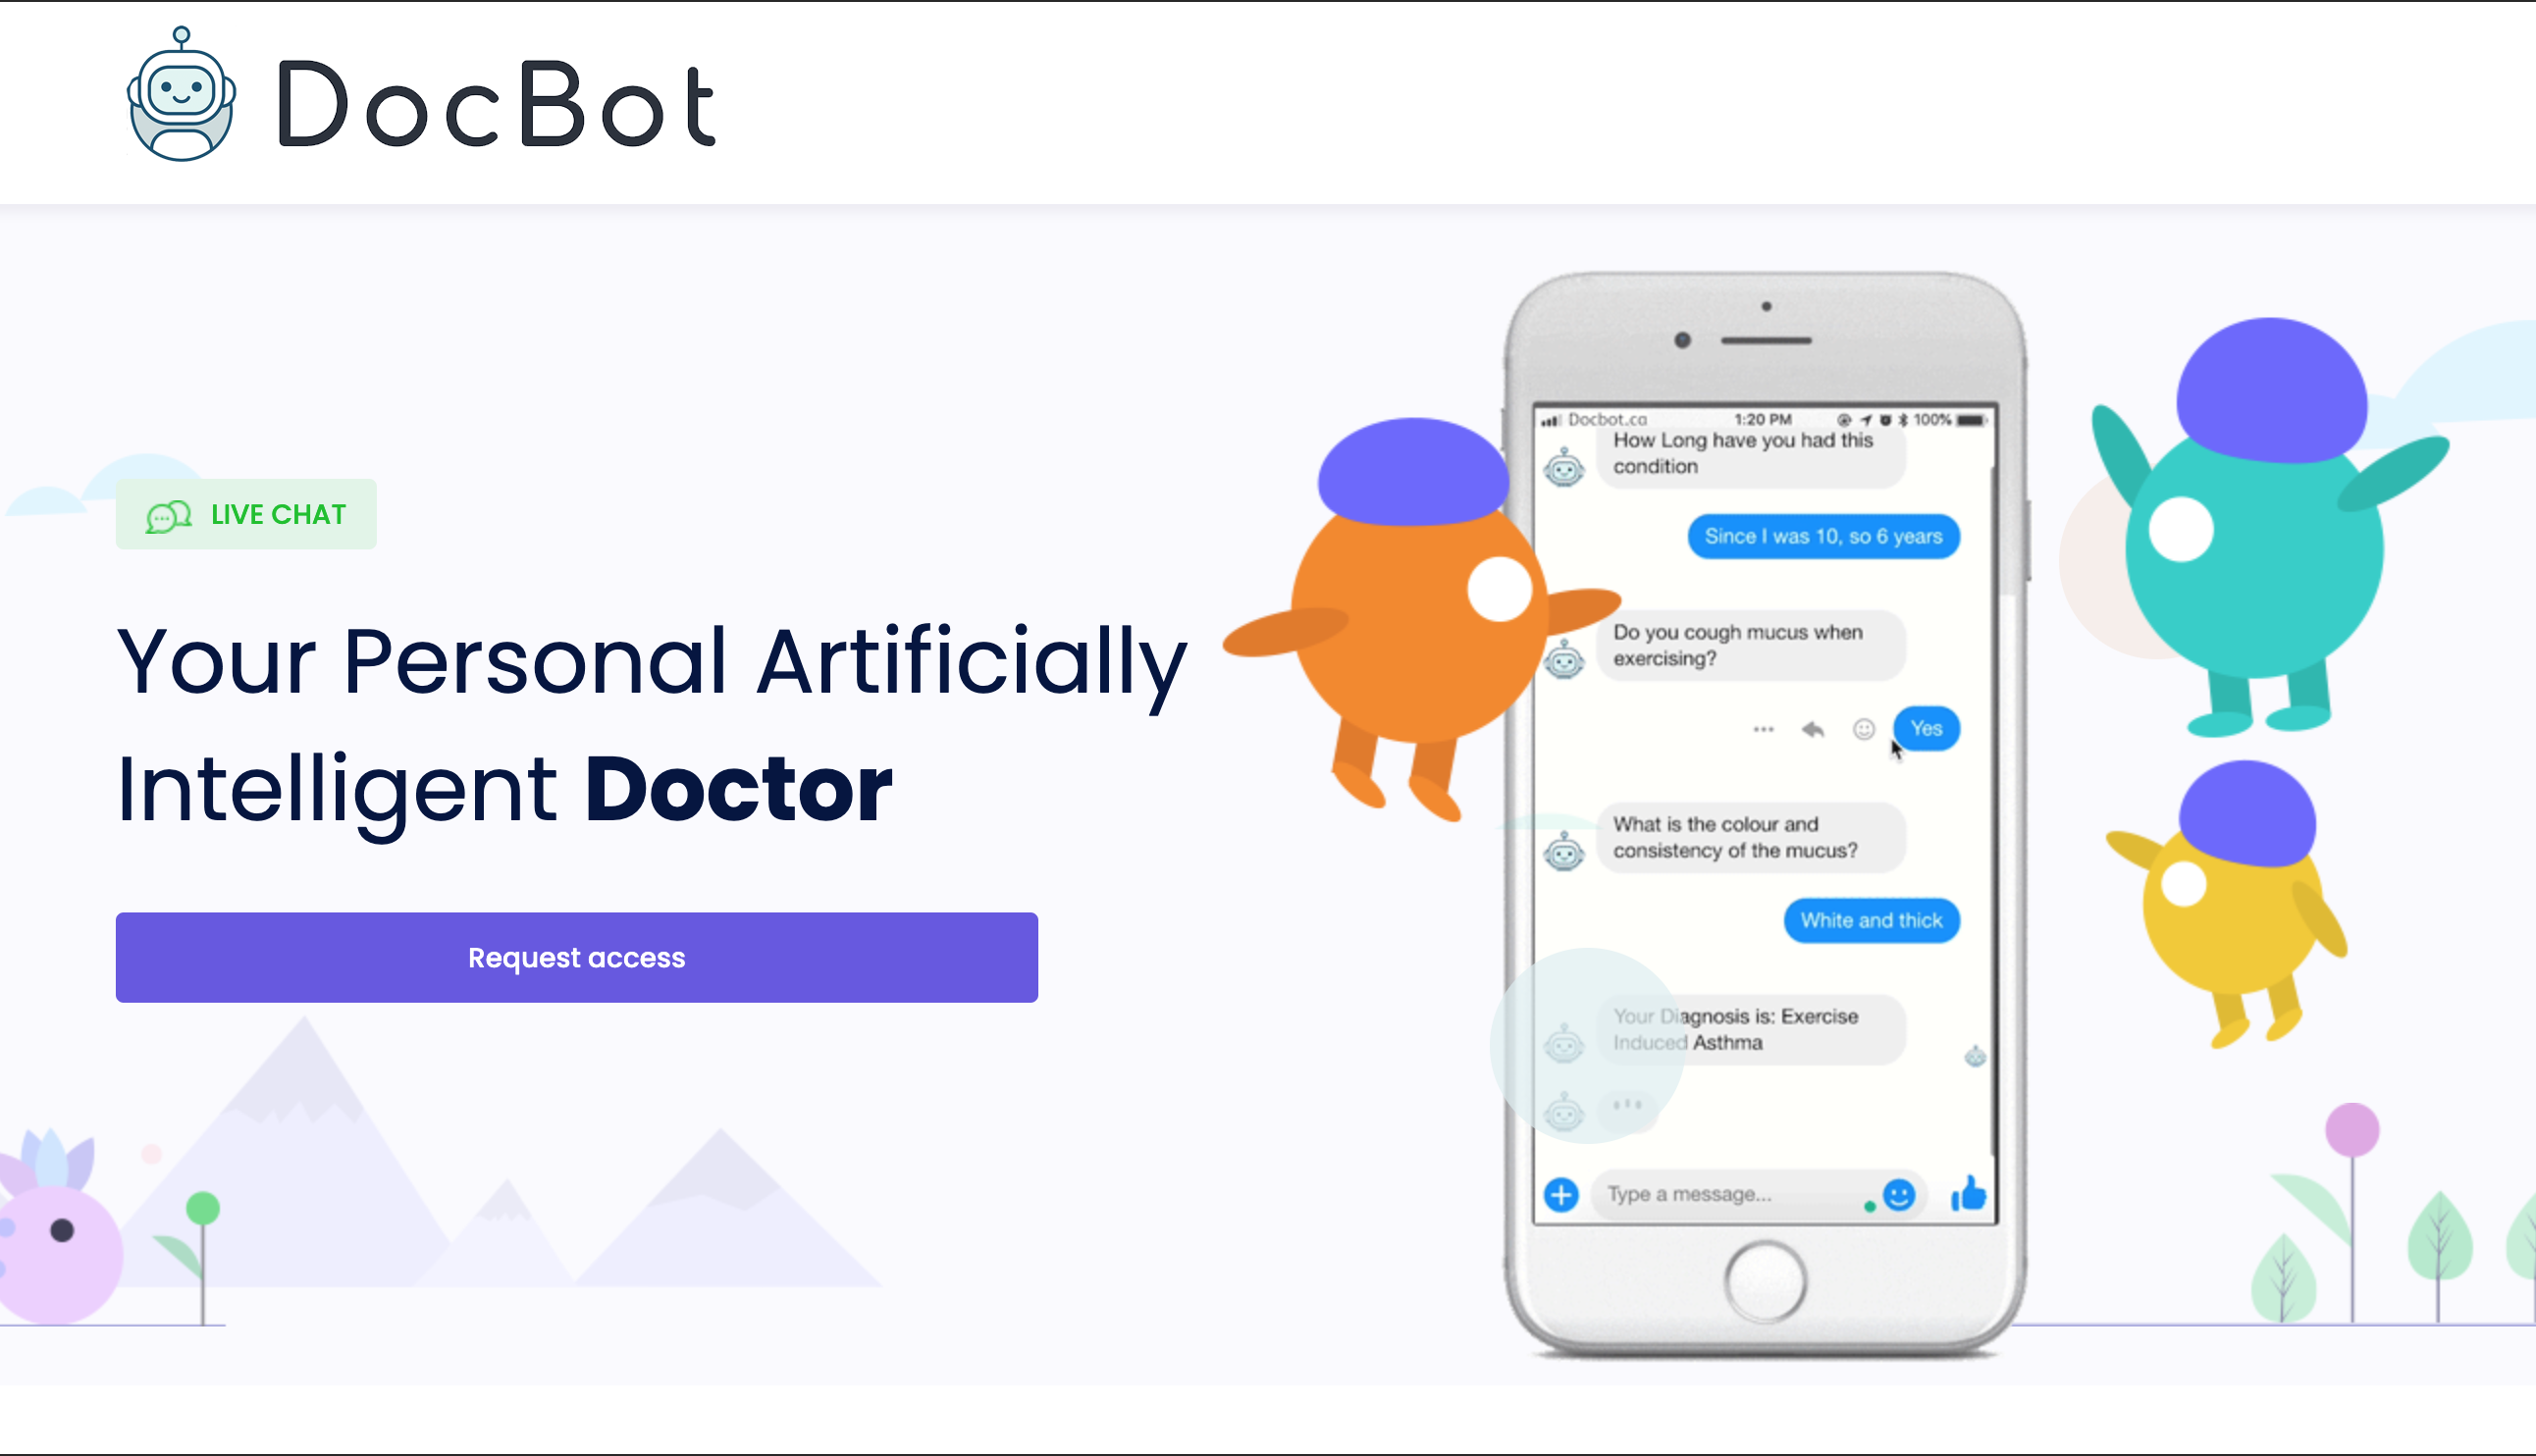 DocBot
LIVE CHAT
Your Personal Artificially
Intelligent Doctor
Request access
Docbot.ca 1:20 PM 100%
How Long have you had this
condition
Since I was 10, so 6 years
Do you cough mucus when
exercising?
Yes
What is the colour and
consistency of the mucus?
White and thick
Your Diagnosis is: Exercise
Induced Asthma
Type a message...